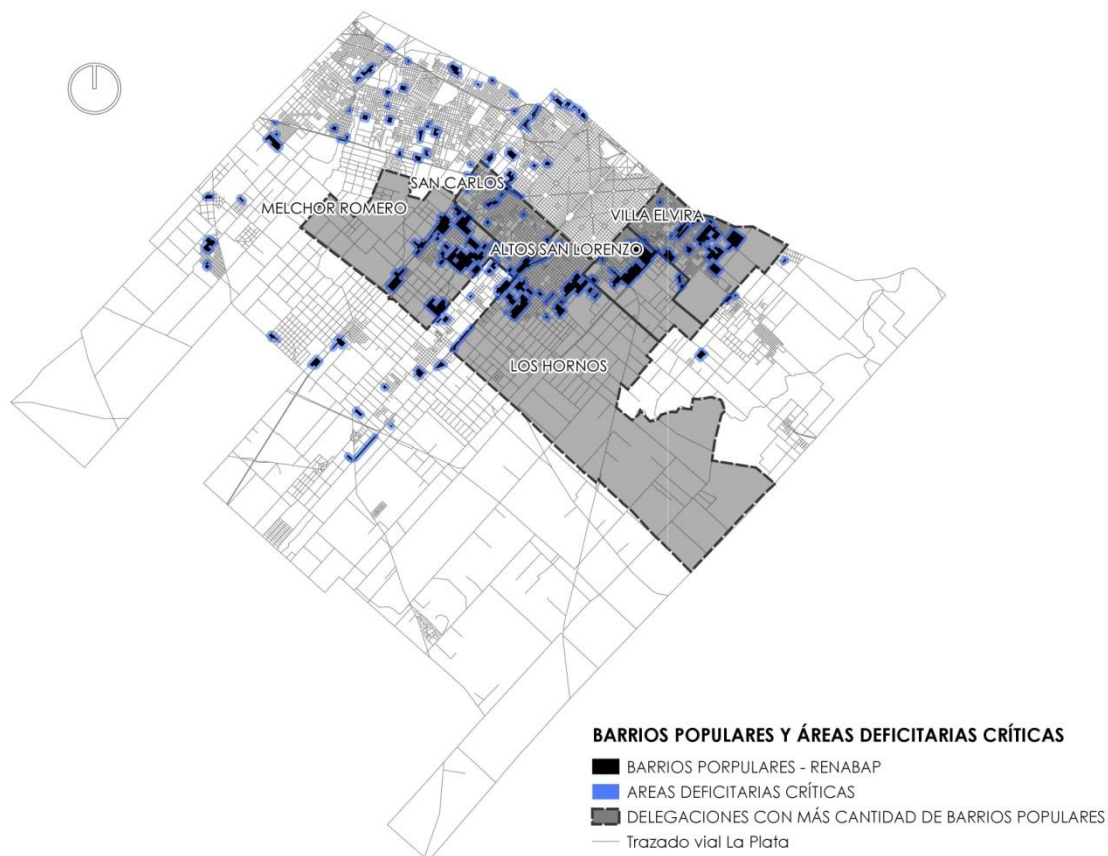 SAN CARLOS
MELCHOR ROMERO
VILLA ELVIRA
ALTOS SAN LORENZO
LOS HORNOS
BARRIOS POPULARES Y ÁREAS DEFICITARIAS CRÍTICAS
BARRIOS PORPULARES - RENABAP
AREAS DEFICITARIAS CRÍTICAS
DELEGACIONES CON MÁS CANTIDAD DE BARRIOS POPULARES
Trazado vial La Plata